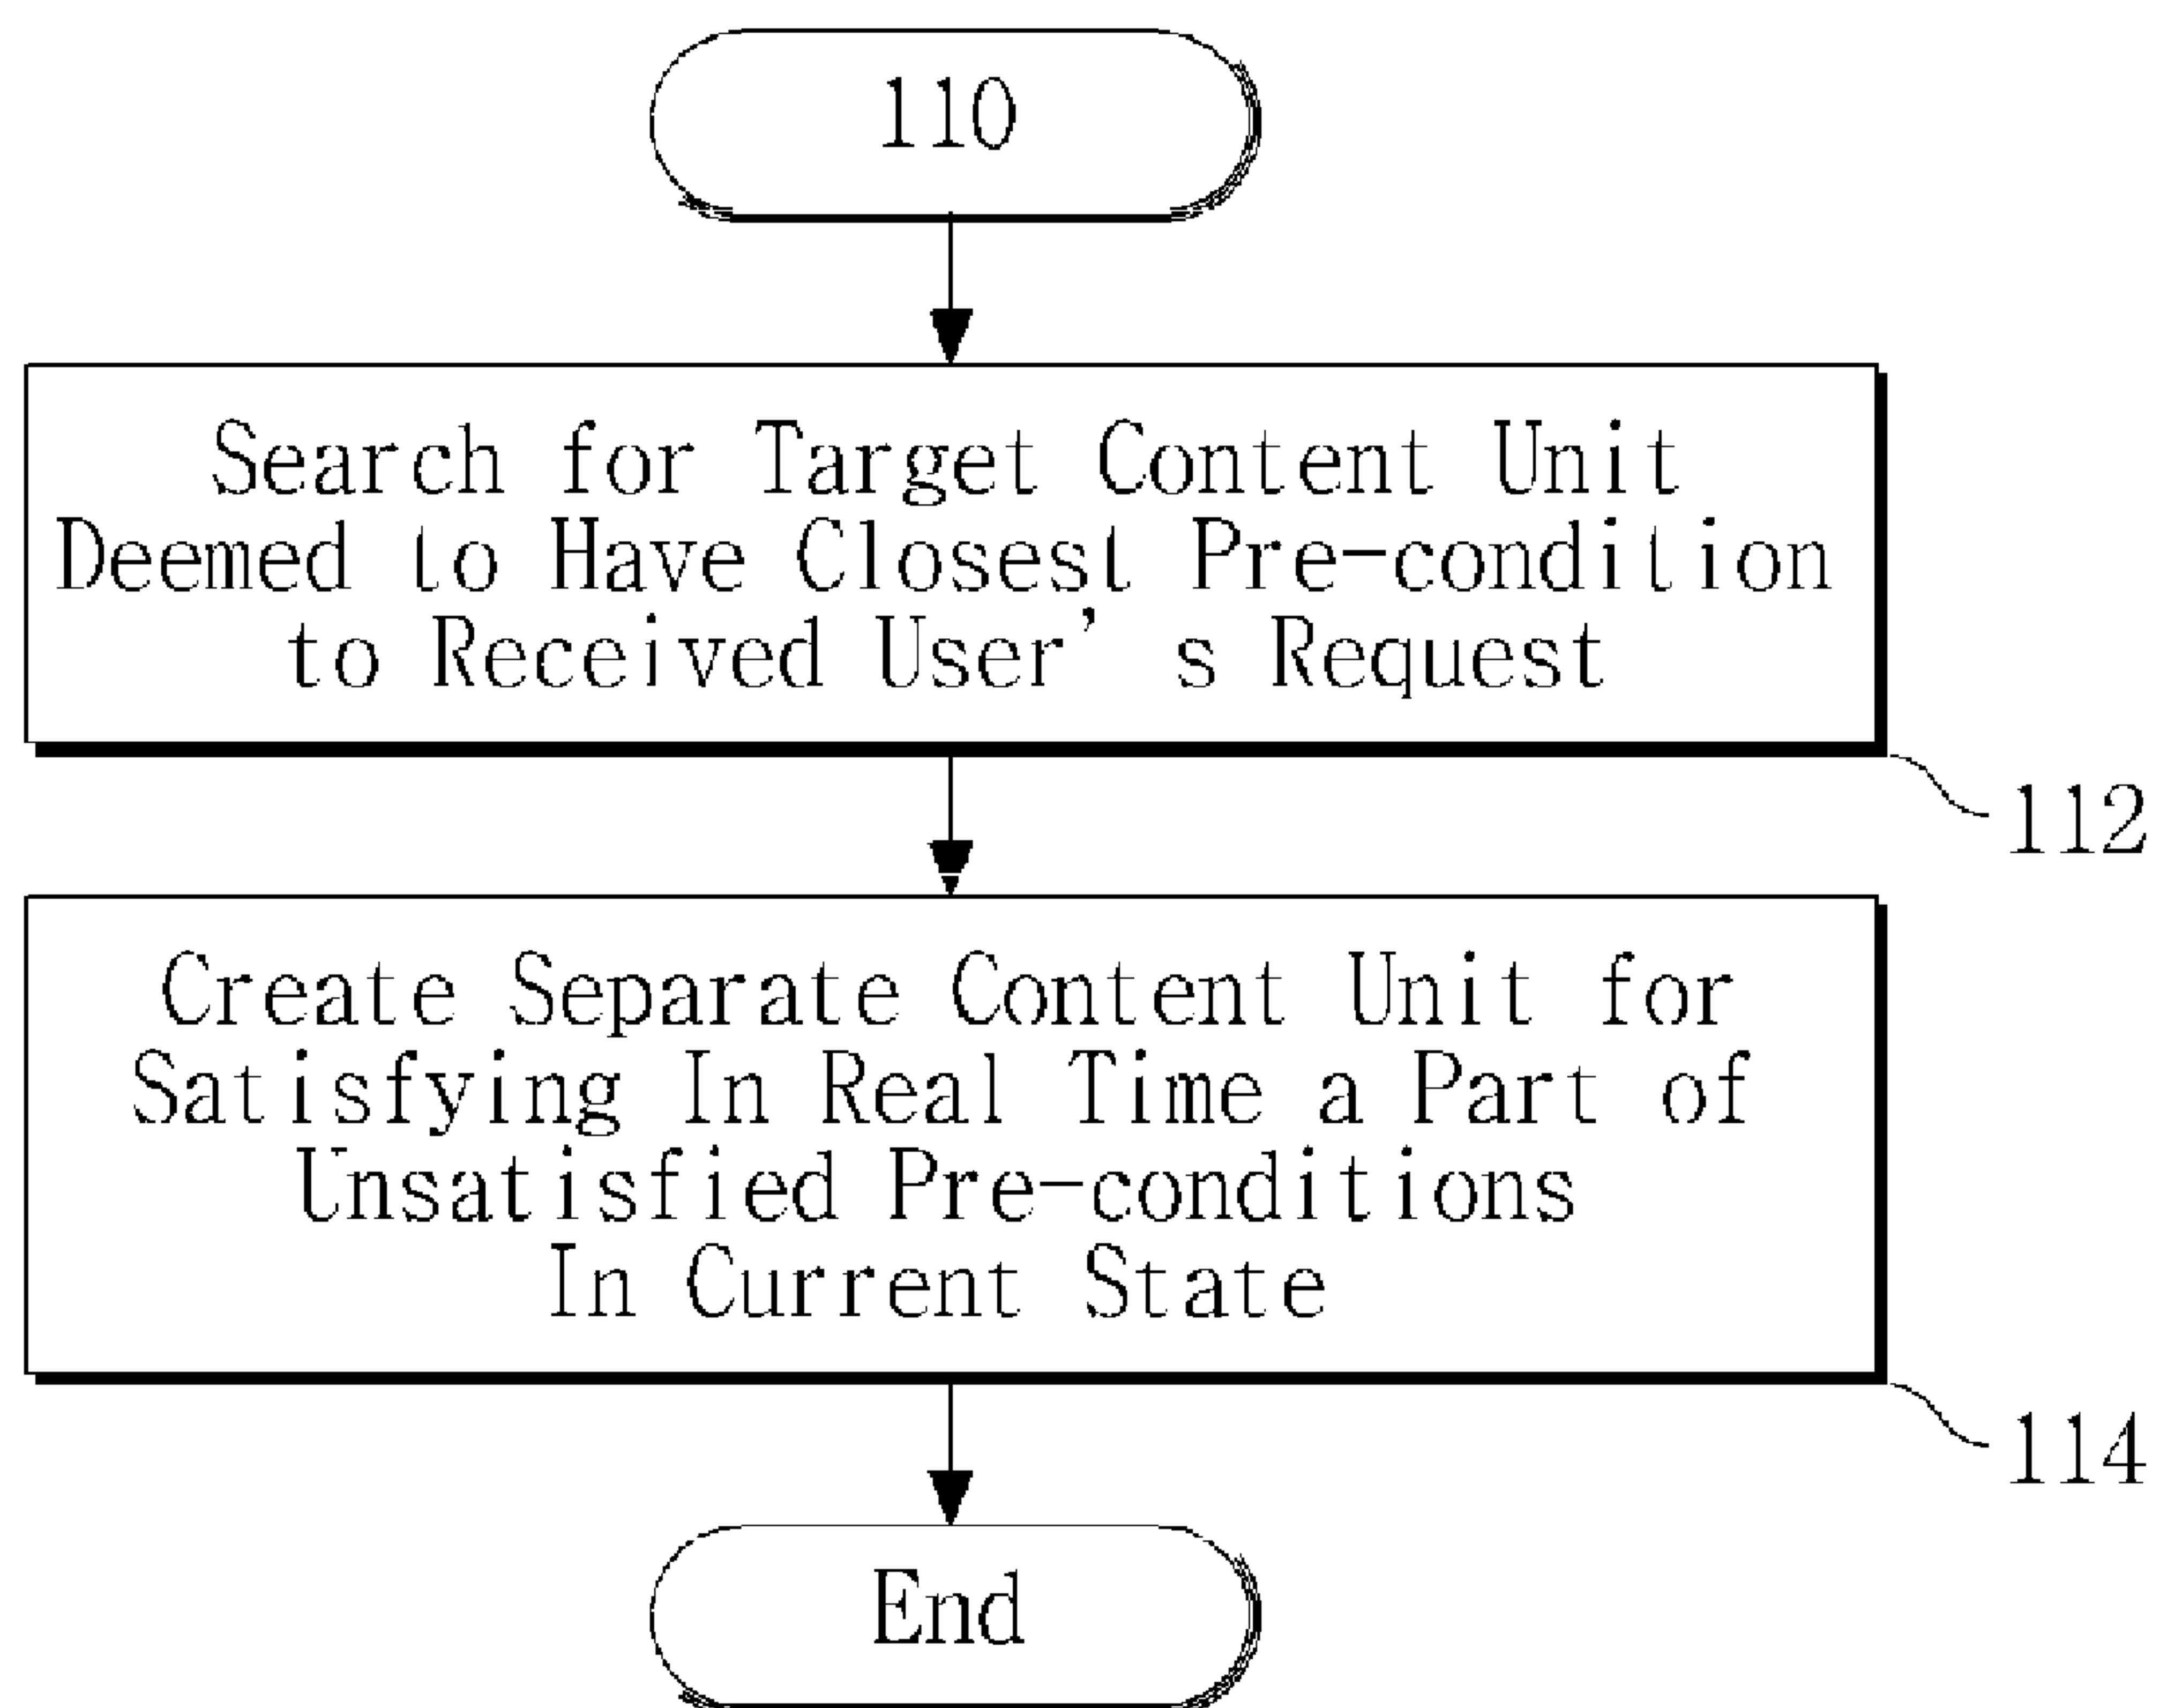 110
Search for Target Content Unit
Deemed to Have Closest Pre-condition
to Received User's Request
112
Create Separate Content Unit for
Satisfying In Real Time a Part of
Unsatisfied Pre-conditions
In Current State
114
End